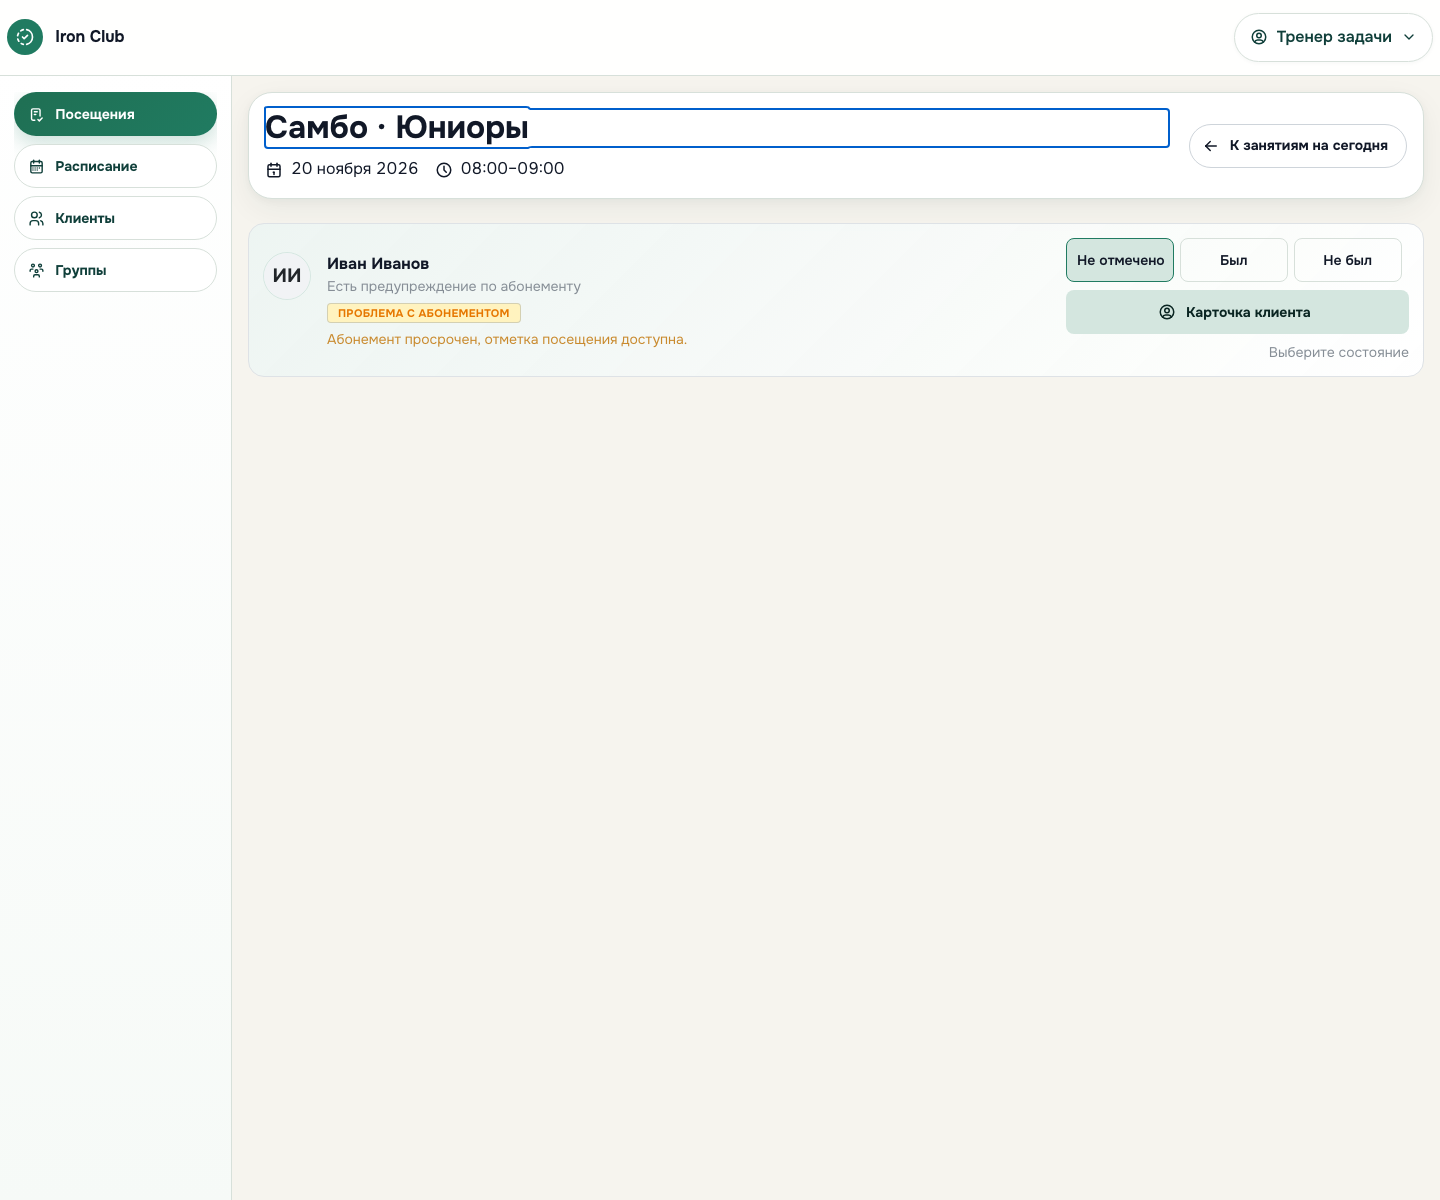 Iron Club
Тренер задачи
Посещения
Расписание
Клиенты
Группы
Самбо · Юниоры
20 ноября 2026 08:00–09:00
К занятиям на сегодня
ИИ
Иван Иванов
Есть предупреждение по абонементу
ПРОБЛЕМА С АБОНЕМЕНТОМ
Абонемент просрочен, отметка посещения доступна.
Не отмечено Был Не был
Карточка клиента
Выберите состояние